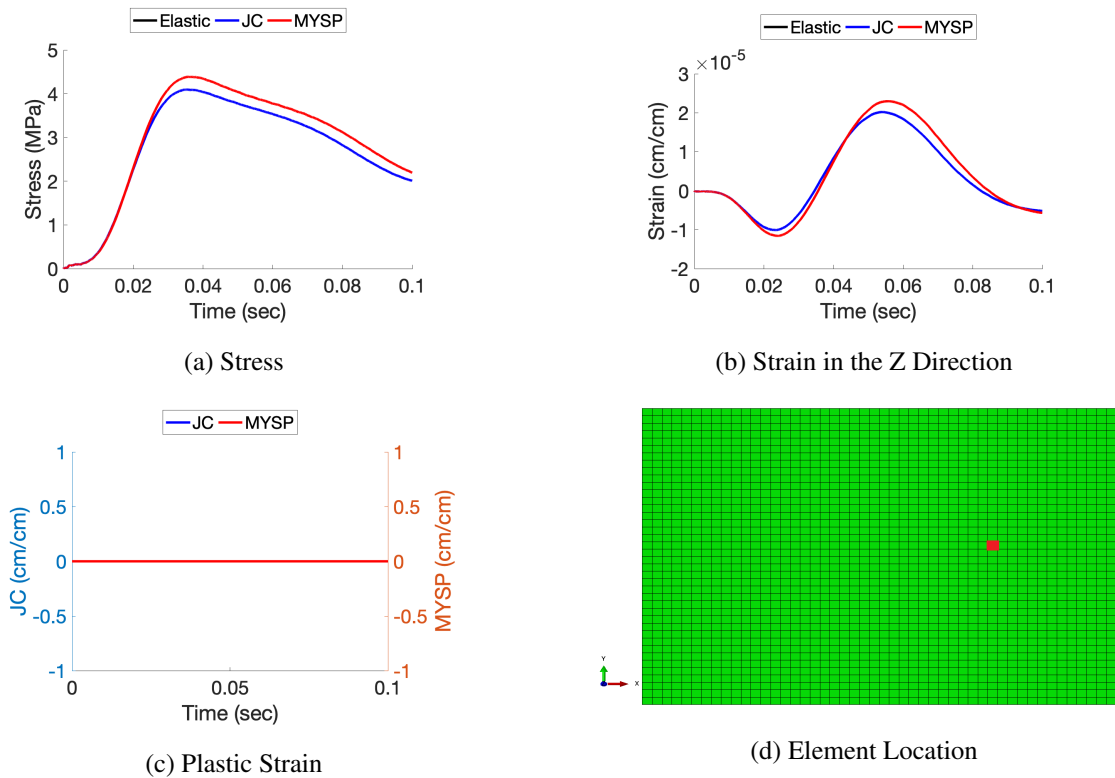 Elastic JC MYSP
5
4
3
2
1
0
Stress (MPa)
0 0.02 0.04 0.06 0.08 0.1
Time (sec)
(a) Stress
Elastic JC MYSP
× 10⁻⁵
3
2
1
0
-1
-2
Strain (cm/cm)
0 0.02 0.04 0.06 0.08 0.1
Time (sec)
(b) Strain in the Z Direction
JC MYSP
1 1
0.5 0.5
0 0
-0.5 -0.5
-1 -1
JC (cm/cm)
MYSP (cm/cm)
0 0.05 0.1
Time (sec)
(c) Plastic Strain
Y
X
(d) Element Location